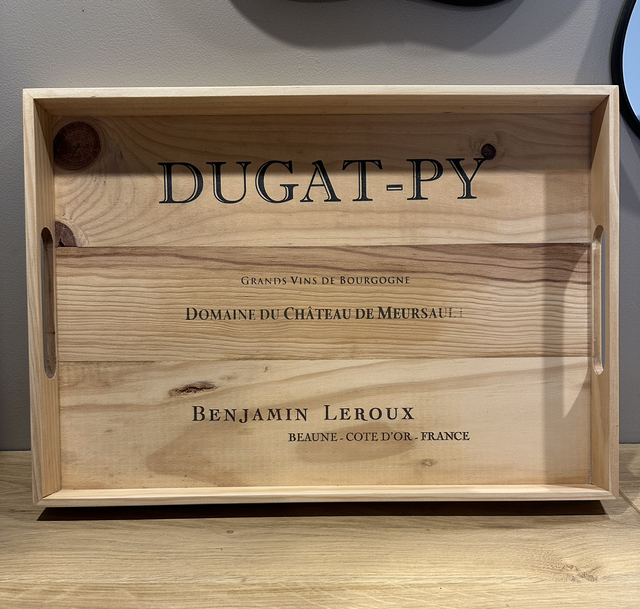 DUGAT-PY
GRANDS VINS DE BOURGOGNE
DOMAINE DU CHÂTEAU DE MEURSAULT
BENJAMIN LEROUX
BEAUNE - COTE D'OR - FRANCE